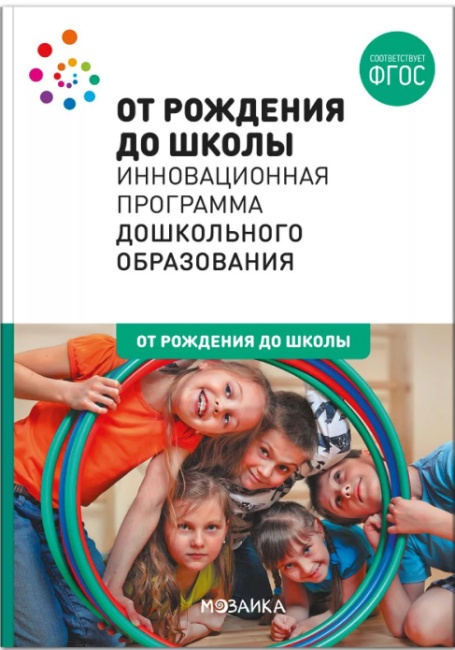 СООТВЕТСТВУЕТ
ФГОС
ОТ РОЖДЕНИЯ
ДО ШКОЛЫ
ИННОВАЦИОННАЯ
ПРОГРАММА
ДОШКОЛЬНОГО
ОБРАЗОВАНИЯ
ОТ РОЖДЕНИЯ ДО ШКОЛЫ
МОЗАИКА